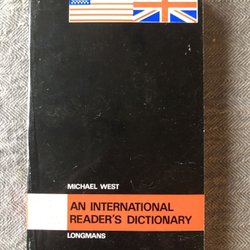 MICHAEL WEST
AN INTERNATIONAL
READER'S DICTIONARY
LONGMANS